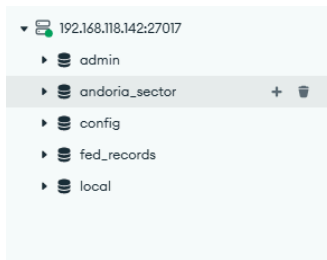 192.168.118.142:27017
admin
andoria_sector
config
fed_records
local